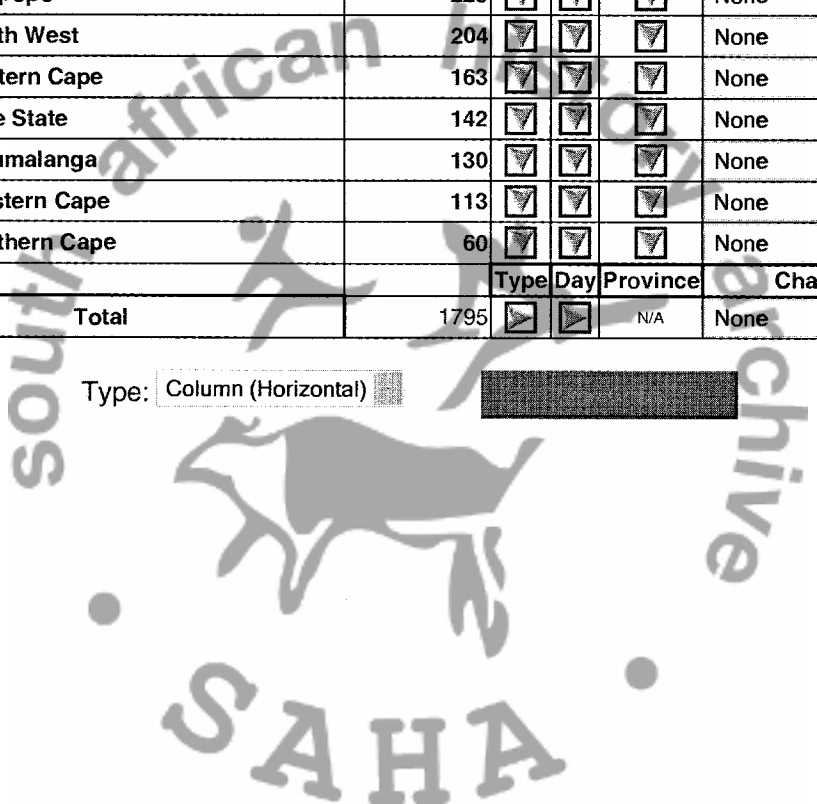 th West 204 None
tern Cape 163 None
e State 142 None
umalanga 130 None
stern Cape 113 None
thern Cape 60 None
Type Day Province Cha
Total 1795 N/A None
Type: Column (Horizontal)
south african history archive
SAHA